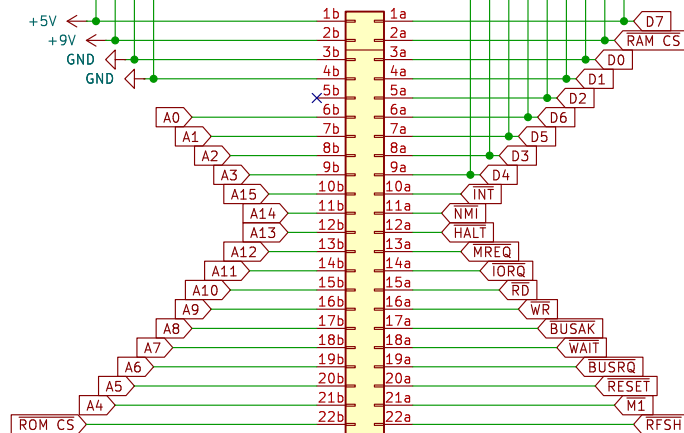 +5V 1b 1a D7
+9V 2b 2a RAM CS
GND 3b 3a D0
GND 4b 4a D1
5b 5a D2
A0 6b 6a D6
A1 7b 7a D5
A2 8b 8a D3
A3 9b 9a D4
A15 10b 10a INT
A14 11b 11a NMI
A13 12b 12a HALT
A12 13b 13a MREQ
A11 14b 14a IORQ
A10 15b 15a RD
A9 16b 16a WR
A8 17b 17a BUSAK
A7 18b 18a WAIT
A6 19b 19a BUSRQ
A5 20b 20a RESET
A4 21b 21a M1
ROM CS 22b 22a RFSH